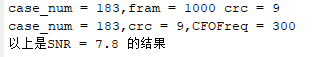 case_num = 183,fram = 1000 crc = 9
case_num = 183,crc = 9,CFOFreq = 300
以上是SNR = 7.8 的结果